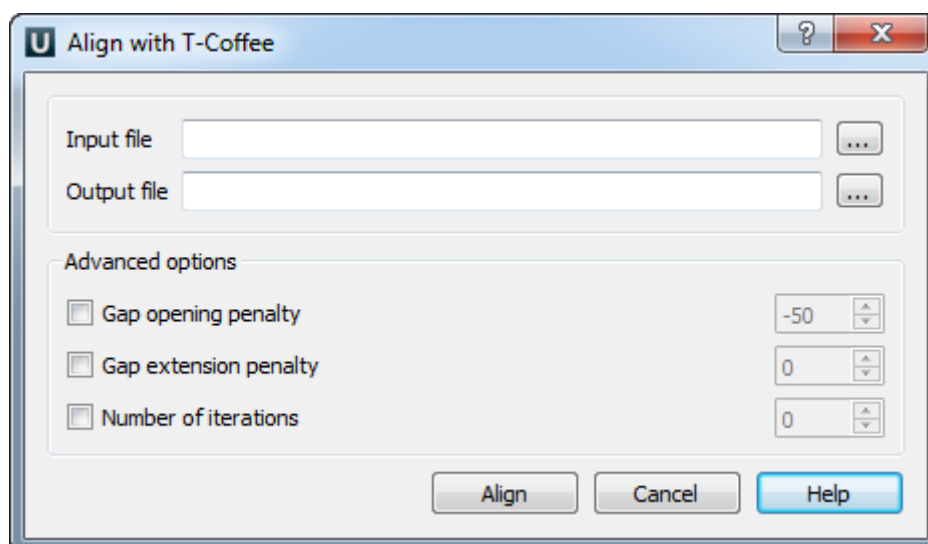 U Align with T-Coffee ? X
Input file ...
Output file ...
Advanced options
Gap opening penalty -50
Gap extension penalty 0
Number of iterations 0
Align Cancel Help